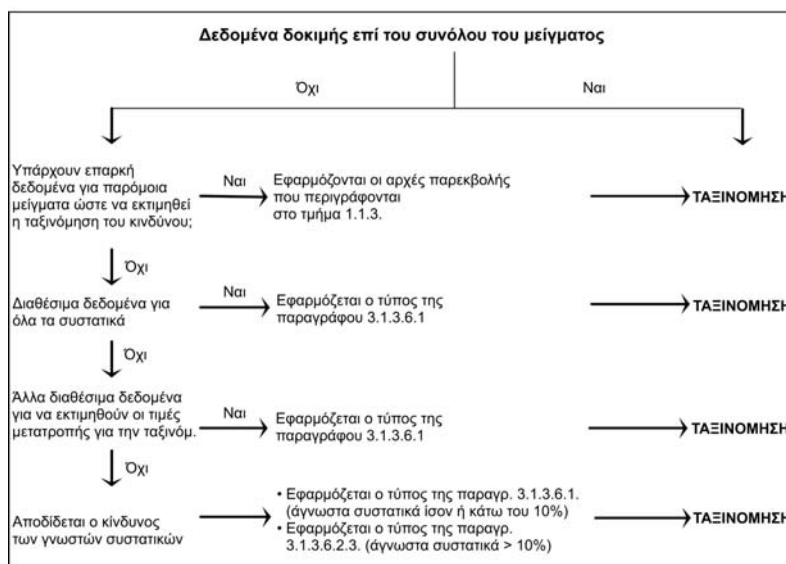 Δεδομένα δοκιμής επί του συνόλου του μείγματος
Όχι
Ναι
Υπάρχουν επαρκή
δεδομένα για παρόμοια
μείγματα ώστε να εκτιμηθεί
η ταξινόμηση του κινδύνου;
Ναι
Εφαρμόζονται οι αρχές παρεκβολής
που περιγράφονται
στο τμήμα 1.1.3.
ΤΑΞΙΝΟΜΗΣΗ
Όχι
Διαθέσιμα δεδομένα για
όλα τα συστατικά
Ναι
Εφαρμόζεται ο τύπος της
παραγράφου 3.1.3.6.1
ΤΑΞΙΝΟΜΗΣΗ
Όχι
Άλλα διαθέσιμα δεδομένα
για να εκτιμηθούν οι τιμές
μετατροπής για την ταξινόμ.
Ναι
Εφαρμόζεται ο τύπος της
παραγράφου 3.1.3.6.1
ΤΑΞΙΝΟΜΗΣΗ
Όχι
Αποδίδεται ο κίνδυνος
των γνωστών συστατικών
• Εφαρμόζεται ο τύπος της παραγρ. 3.1.3.6.1.
(άγνωστα συστατικά ίσον ή κάτω του 10%)
• Εφαρμόζεται ο τύπος της παραγρ.
3.1.3.6.2.3. (άγνωστα συστατικά > 10%)
ΤΑΞΙΝΟΜΗΣΗ